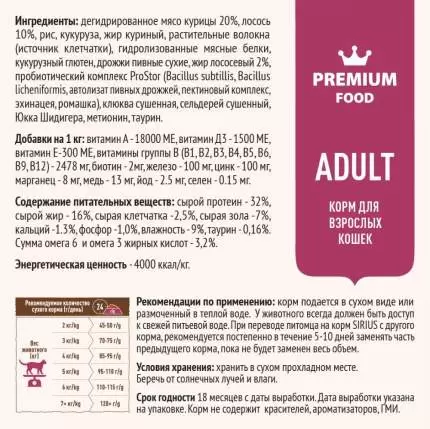 Ингредиенты: дегидрированное мясо курицы 20%, лосось
10%, рис, кукуруза, жир куриный, растительные волокна
(источник клетчатки), гидролизованные мясные белки,
кукурузный глютен, дрожжи пивные сухие, жир лососевый 2%,
пробиотический комплекс ProStor (Bacillus subtillis, Bacillus
licheniformis, автолизат пивных дрожжей, пектиновый комплекс,
эхинацея, ромашка), клюква сушенная, сельдерей сушенный,
Юкка Шидигера, метионин, таурин.
Добавки на 1 кг: витамин А - 18000 МЕ, витамин Д3 - 1500 МЕ,
витамин Е-300 МЕ, витамины группы В (В1, В2, В3, В4, В5, В6,
В9, В12) - 2478 мг, биотин - 2мг, железо - 100 мг, цинк - 100 мг,
марганец - 8 мг, медь - 13 мг, йод - 2.5 мг, селен - 0.15 мг.
Содержание питательных веществ: сырой протеин - 32%,
сырой жир - 16%, сырая клетчатка -2,5%, сырая зола -7%,
кальций -1.3%, фосфор -1,0%, влажность - 9%, таурин -0,16%.
Сумма омега 6 и омега 3 жирных кислот - 3,2%.
Энергетическая ценность - 4000 ккал/кг.
PREMIUM
FOOD
ADULT
КОРМ ДЛЯ
ВЗРОСЛЫХ
КОШЕК
Рекомендуемое количество
сухого корма (г/день)
24
Вес
животного
(кг)
2 кг/kg 45-50 г/g
3 кг/kg 70-75 г/g
4 кг/kg 85-95 г/g
5 кг/kg 95-110 г/g
6 кг/kg 110-115 г/g
7+ кг/kg 120+ г/g
Рекомендации по применению: корм подается в сухом виде или
размоченный в теплой воде. У животного всегда должен быть доступ
к свежей питьевой воде. При переводе питомца на корм SIRIUS с другого
корма, рекомендуется постепенно в течение 5-10 дней заменять часть
предыдущего корма, пока не будет заменен весь объем.
Условия хранения: хранить в сухом прохладном месте.
Беречь от солнечных лучей и влаги.
Срок годности 18 месяцев с даты выработки. Дата выработки указана
на упаковке. Корм не содержит красителей, ароматизаторов, ГМИ.